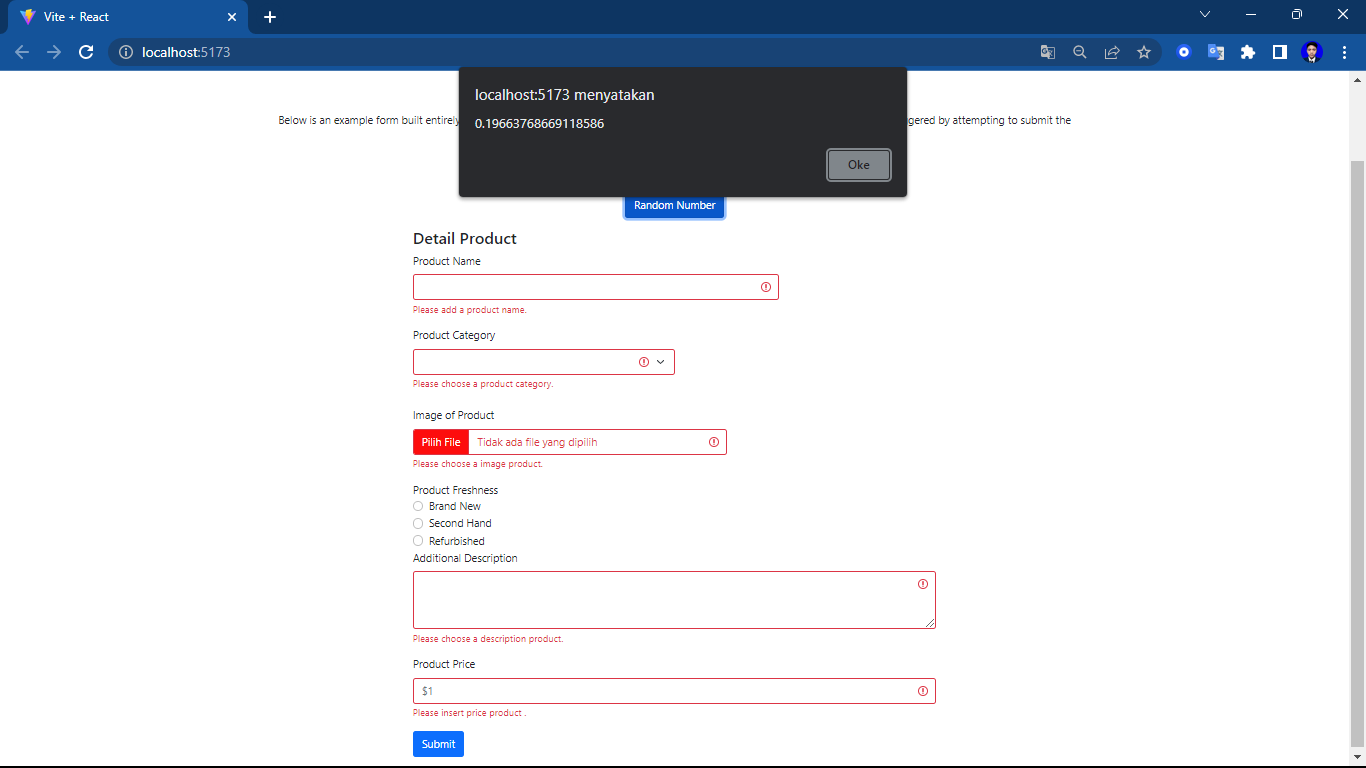 Vite + React
localhost:5173
localhost:5173 menyatakan
0.19663768669118586
Oke
Below is an example form built entirely
gered by attempting to submit the
Random Number
Detail Product
Product Name
Please add a product name.
Product Category
Please choose a product category.
Image of Product
Pilih File Tidak ada file yang dipilih
Please choose a image product.
Product Freshness
Brand New
Second Hand
Refurbished
Additional Description
Please choose a description product.
Product Price
$1
Please insert price product .
Submit